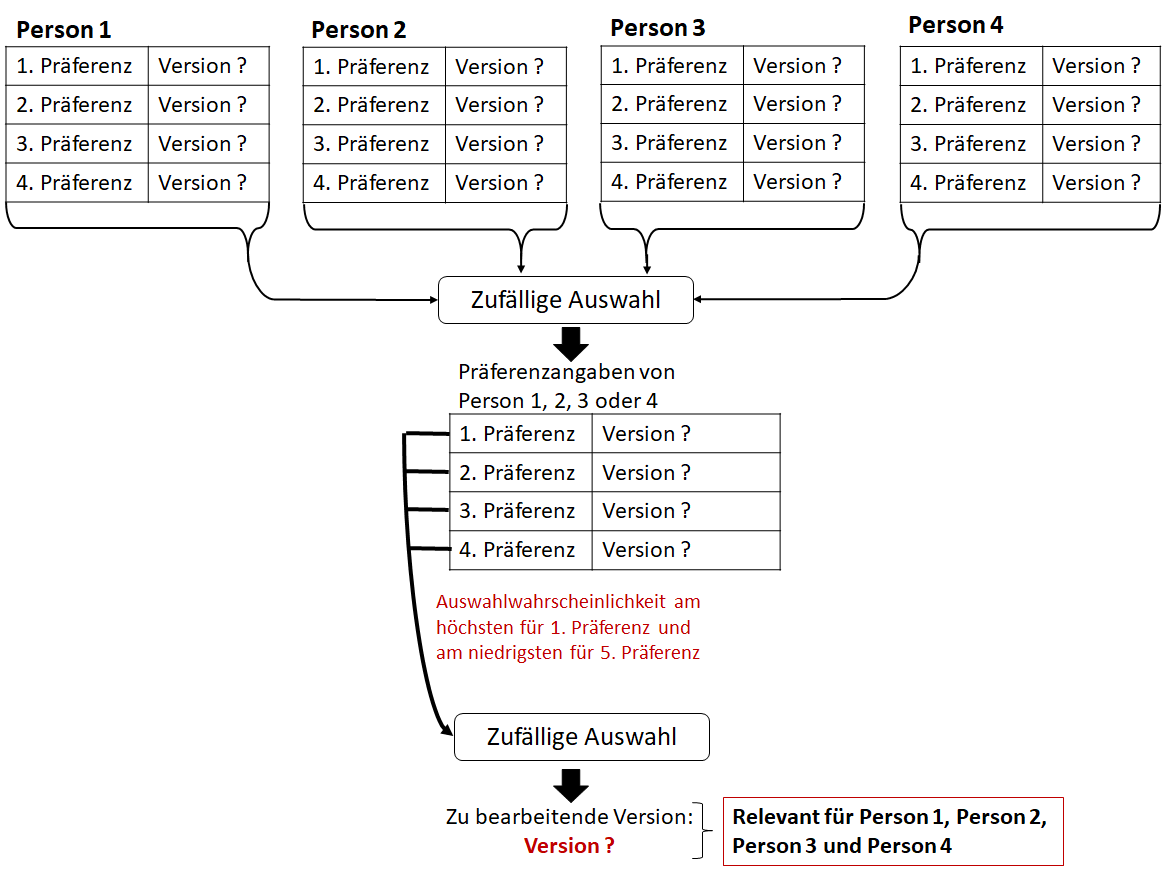 Person 1
1. Präferenz Version ?
2. Präferenz Version ?
3. Präferenz Version ?
4. Präferenz Version ?
Person 2
1. Präferenz Version ?
2. Präferenz Version ?
3. Präferenz Version ?
4. Präferenz Version ?
Person 3
1. Präferenz Version ?
2. Präferenz Version ?
3. Präferenz Version ?
4. Präferenz Version ?
Person 4
1. Präferenz Version ?
2. Präferenz Version ?
3. Präferenz Version ?
4. Präferenz Version ?
Zufällige Auswahl
Präferenzangaben von
Person 1, 2, 3 oder 4
1. Präferenz Version ?
2. Präferenz Version ?
3. Präferenz Version ?
4. Präferenz Version ?
Auswahlwahrscheinlichkeit am
höchsten für 1. Präferenz und
am niedrigsten für 5. Präferenz
Zufällige Auswahl
Zu bearbeitende Version:
Version ?
Relevant für Person 1, Person 2,
Person 3 und Person 4